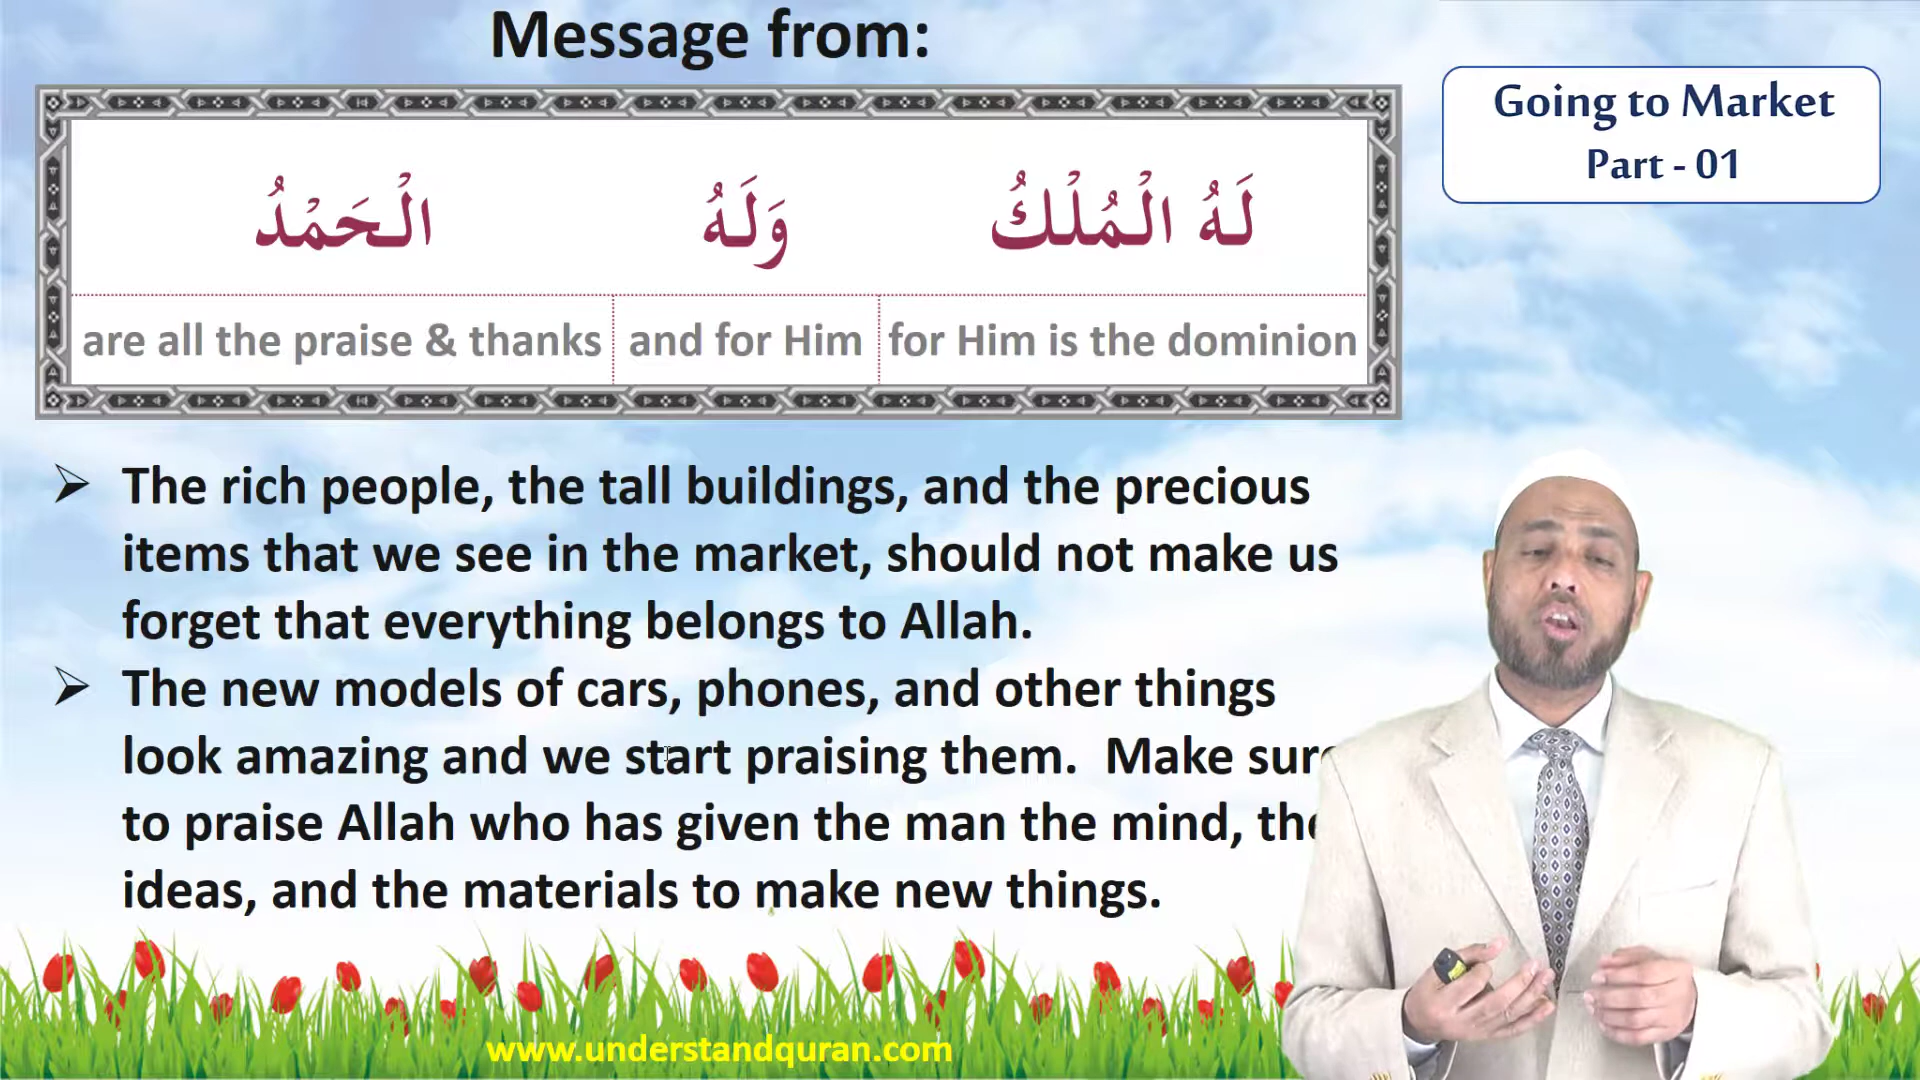 Message from:
Going to Market
Part - 01
لَهُ الْمُلْكُ وَلَهُ الْحَمْدُ
for Him is the dominion and for Him are all the praise & thanks
The rich people, the tall buildings, and the precious
items that we see in the market, should not make us
forget that everything belongs to Allah.
The new models of cars, phones, and other things
look amazing and we start praising them. Make sure
to praise Allah who has given the man the mind, the
ideas, and the materials to make new things.
www.understandquran.com